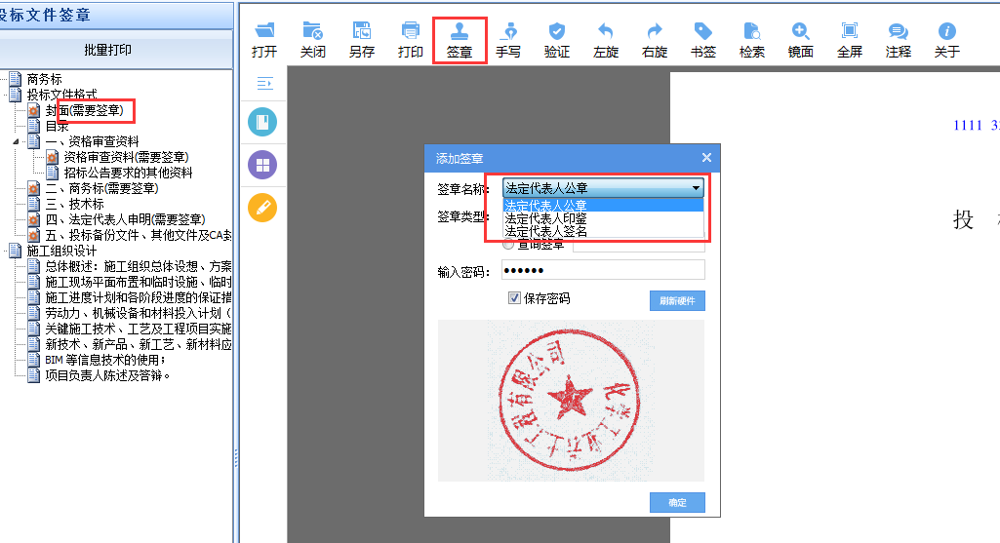 投标文件签章
批量打印
商务标
投标文件格式
封面(需要签章)
目录
一、资格审查资料
资格审查资料(需要签章)
招标公告要求的其他资料
二、商务标(需要签章)
三、技术标
四、法定代表人申明(需要签章)
五、投标备份文件、其他文件及CA封
施工组织设计
总体概述：施工组织总体设想、方案
施工现场平面布置和临时设施、临时
施工进度计划和各阶段进度的保证措
劳动力、机械设备和材料投入计划（
关键施工技术、工艺及工程项目实施
新技术、新产品、新工艺、新材料应
BIM 等信息技术的使用；
项目负责人陈述及答辩。
打开 关闭 另存 打印 签章 手写 验证 左旋 右旋 书签 检索 镜面 全屏 注释 关于
1111
投
添加签章
签章名称： 法定代表人公章
法定代表人公章
签章类型：
法定代表人印鉴
法定代表人签名
查询签章
输入密码： ●●●●●●
保存密码 刷新硬件
有限公司
确定